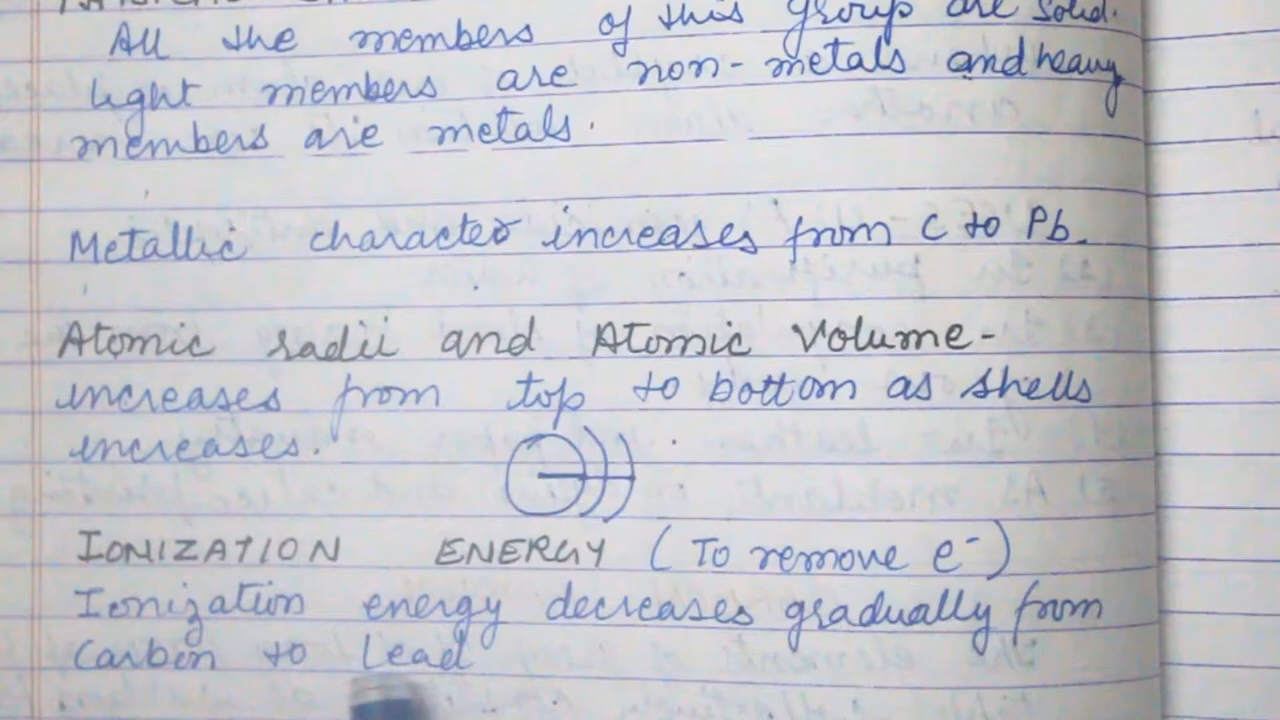 All the members of this group are solid.
light members are non-metals and heavy
members are metals.
Metallic character increases from C to Pb.
Atomic radii and Atomic Volume-
increases from top to bottom as shells
increases.
IONIZATION ENERGY (To remove e⁻)
Ionization energy decreases gradually from
Carbon to Lead